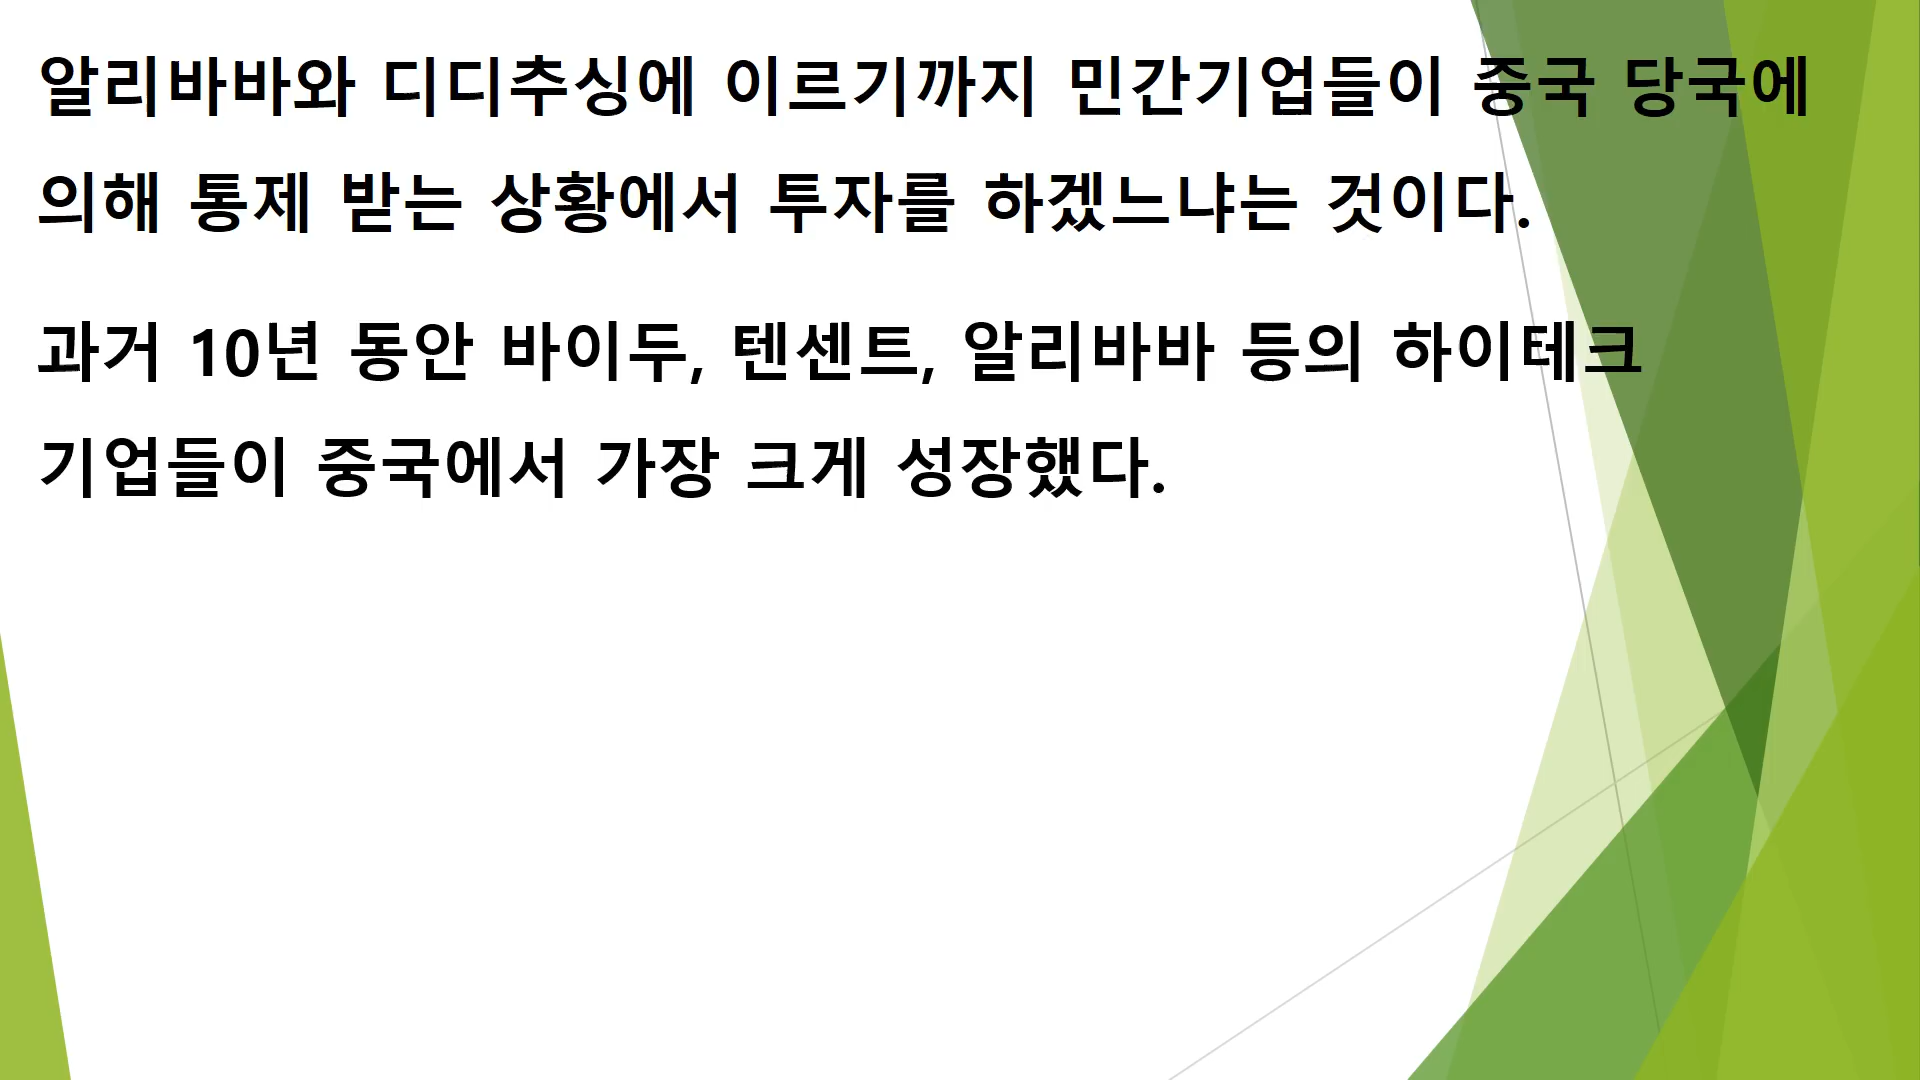 알리바바와 디디추싱에 이르기까지 민간기업들이 중국 당국에
의해 통제 받는 상황에서 투자를 하겠느냐는 것이다.
과거 10년 동안 바이두, 텐센트, 알리바바 등의 하이테크
기업들이 중국에서 가장 크게 성장했다.